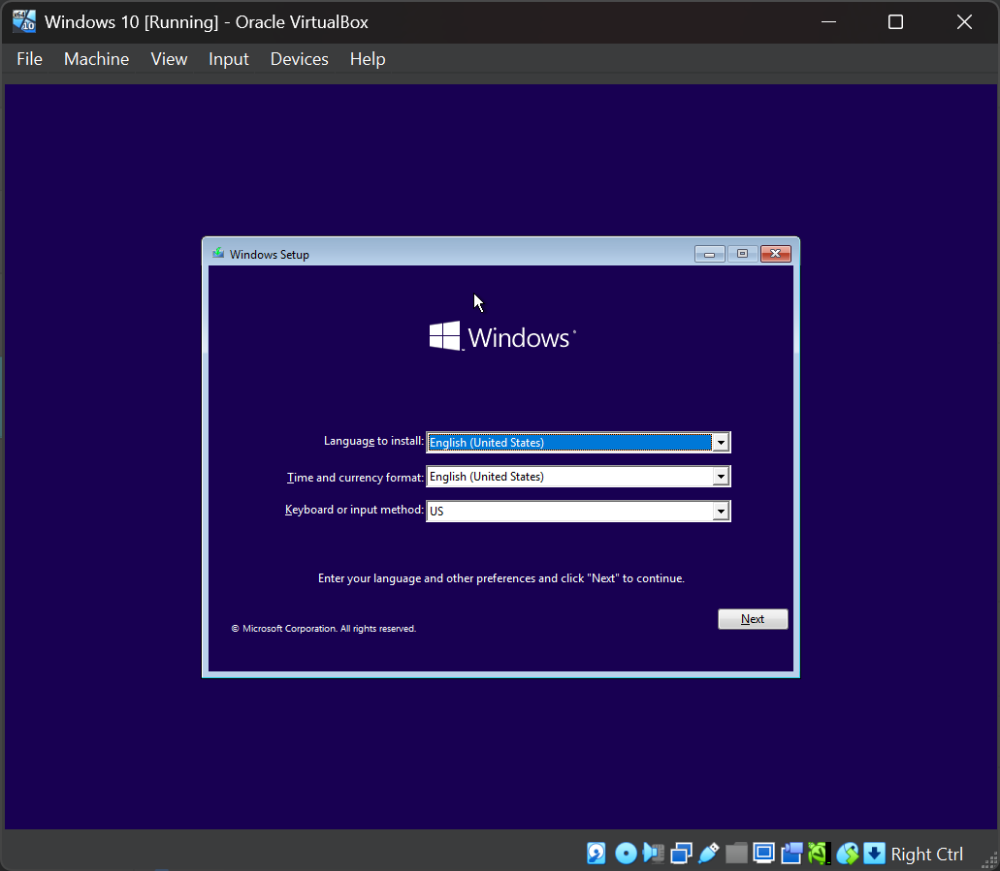 Windows 10 [Running] - Oracle VirtualBox
File Machine View Input Devices Help
Windows Setup
Windows
Language to install: English (United States)
Time and currency format: English (United States)
Keyboard or input method: US
Enter your language and other preferences and click "Next" to continue.
Next
© Microsoft Corporation. All rights reserved.
Right Ctrl